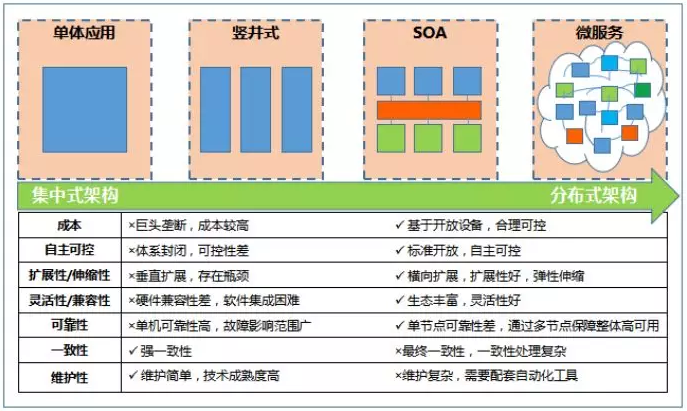 单体应用 竖井式 SOA 微服务
集中式架构 分布式架构
成本 ×巨头垄断，成本较高 ✓基于开放设备，合理可控
自主可控 ×体系封闭，可控性差 ✓标准开放，自主可控
扩展性/伸缩性 ×垂直扩展，存在瓶颈 ✓横向扩展，扩展性好，弹性伸缩
灵活性/兼容性 ×硬件兼容性差，软件集成困难 ✓生态丰富，灵活性好
可靠性 ×单机可靠性高，故障影响范围广 ✓单节点可靠性差，通过多节点保障整体高可用
一致性 ✓强一致性 ×最终一致性，一致性处理复杂
维护性 ✓维护简单，技术成熟度高 ×维护复杂，需要配套自动化工具